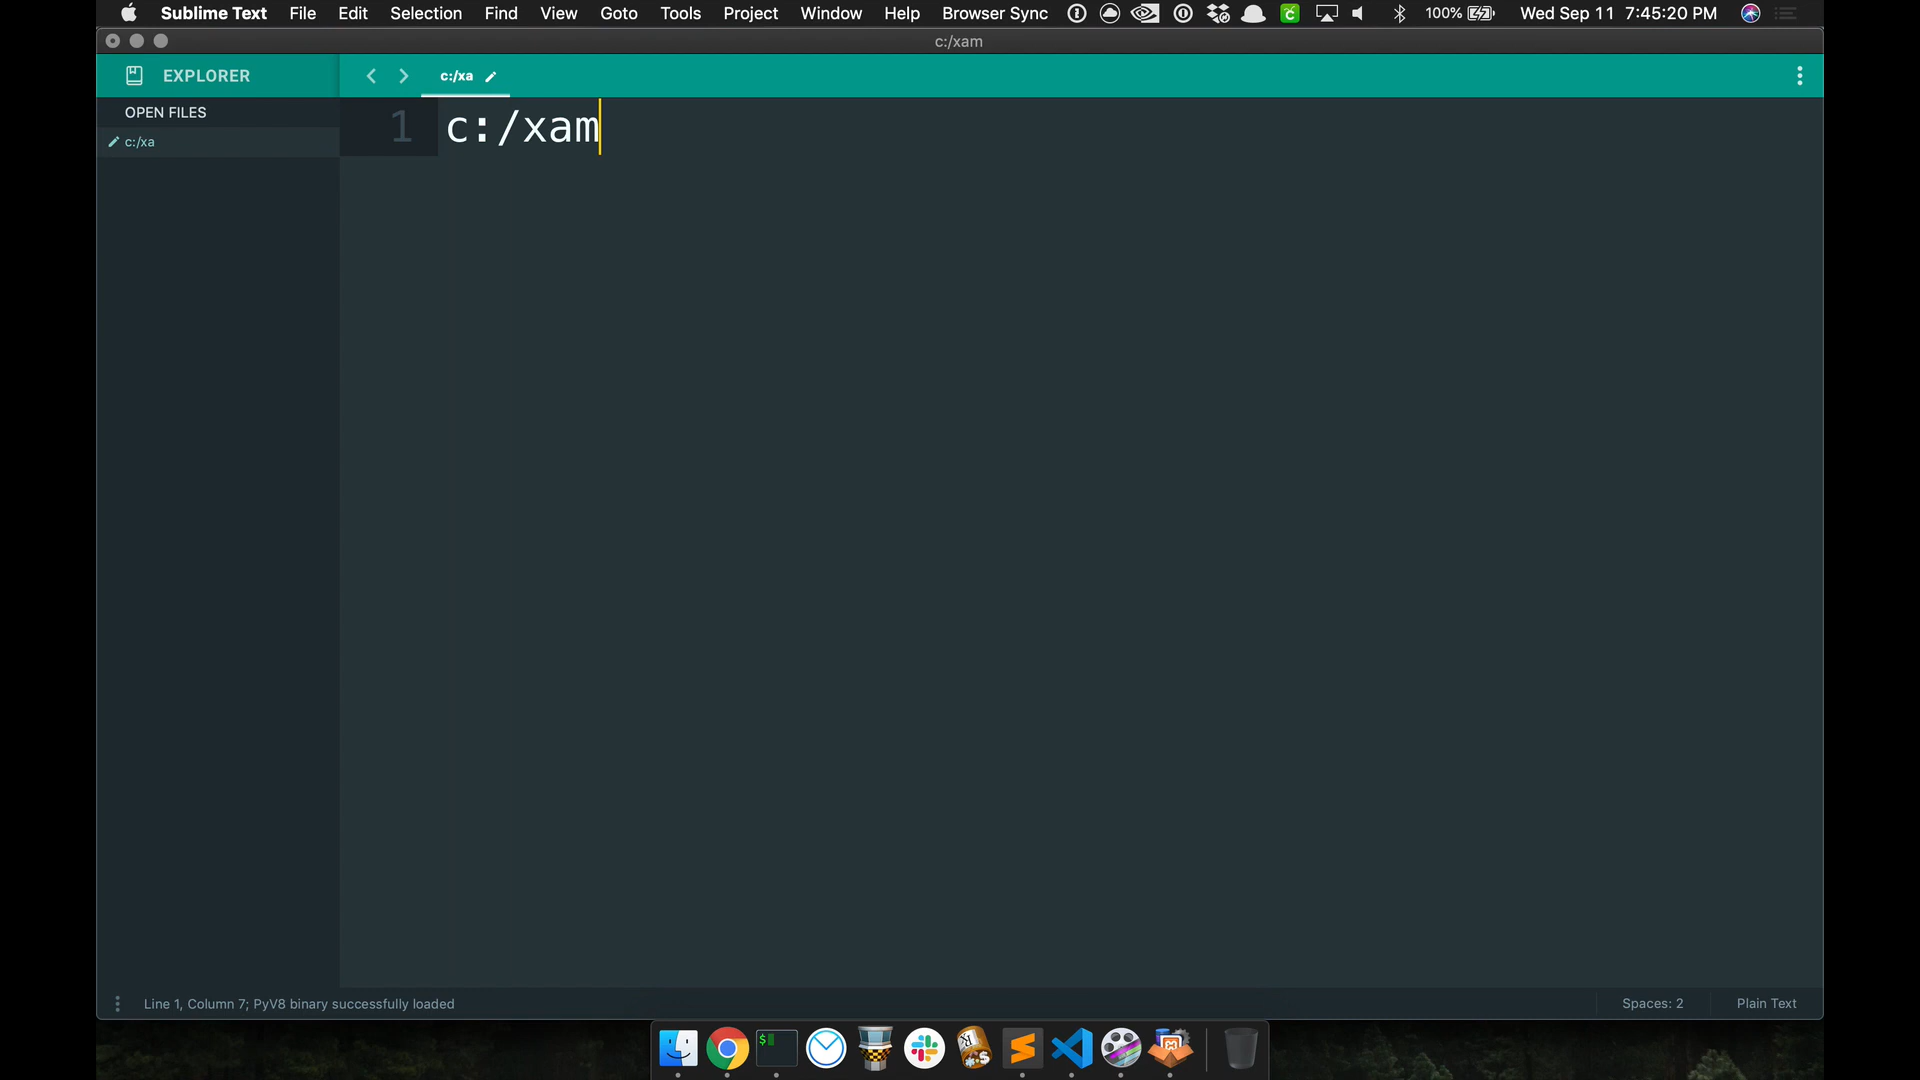 Sublime Text File Edit Selection Find View Goto Tools Project Window Help Browser Sync 100% Wed Sep 11 7:45:20 PM
c:/xam
EXPLORER
c:/xa
OPEN FILES
c:/xa
1 c:/xam
Line 1, Column 7; PyV8 binary successfully loaded
Spaces: 2
Plain Text